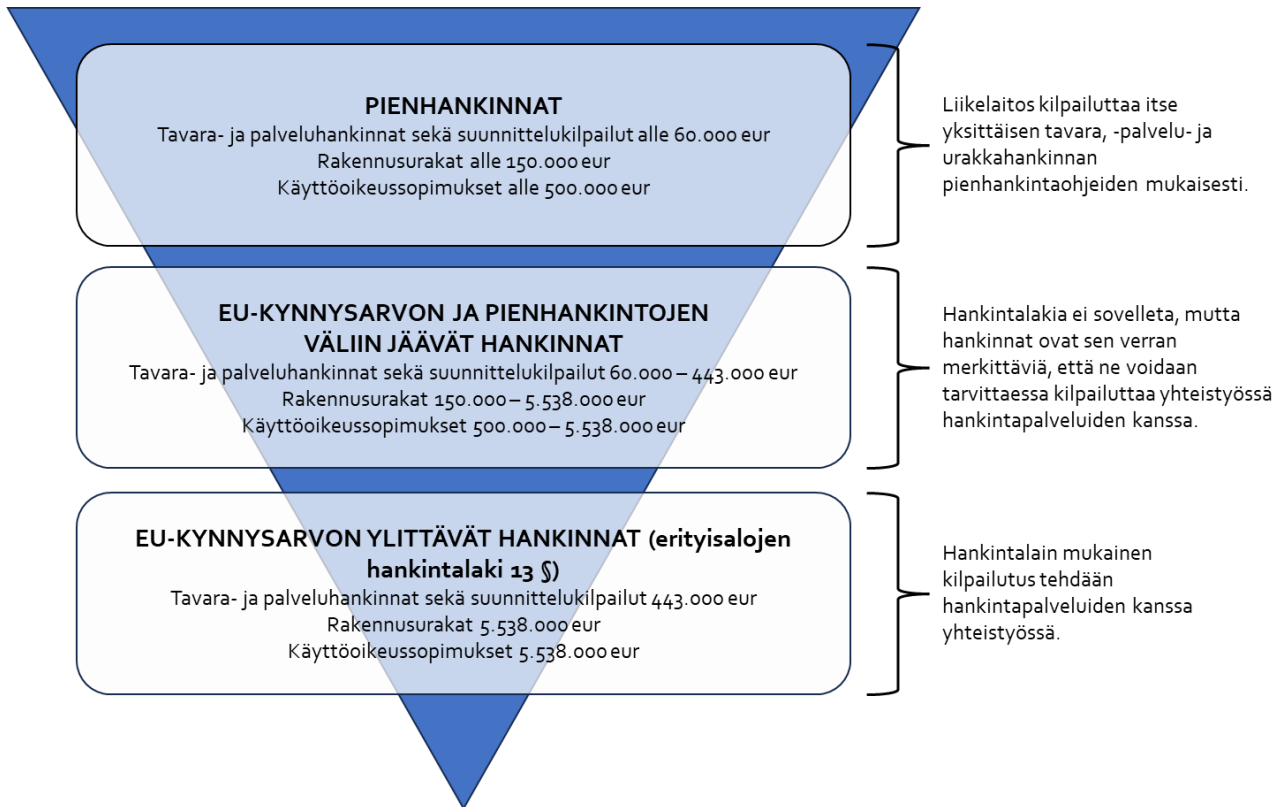 PIENHANKINNAT
Tavara- ja palveluhankinnat sekä suunnittelukilpailut alle 60.000 eur
Rakennusurakat alle 150.000 eur
Käyttöoikeussopimukset alle 500.000 eur
Liikelaitos kilpailuttaa itse
yksittäisen tavara, -palvelu- ja
urakkahankinnan
pienhankintaohjeiden mukaisesti.
EU-KYNNYSARVON JA PIENHANKINTOJEN
VÄLIIN JÄÄVÄT HANKINNAT
Tavara- ja palveluhankinnat sekä suunnittelukilpailut 60.000 – 443.000 eur
Rakennusurakat 150.000 – 5.538.000 eur
Käyttöoikeussopimukset 500.000 – 5.538.000 eur
Hankintalakia ei sovelleta, mutta
hankinnat ovat sen verran
merkittäviä, että ne voidaan
tarvittaessa kilpailuttaa yhteistyössä
hankintapalveluiden kanssa.
EU-KYNNYSARVON YLITTÄVÄT HANKINNAT (erityisalojen
hankintalaki 13 §)
Tavara- ja palveluhankinnat sekä suunnittelukilpailut 443.000 eur
Rakennusurakat 5.538.000 eur
Käyttöoikeussopimukset 5.538.000 eur
Hankintalain mukainen
kilpailutus tehdään
hankintapalveluiden kanssa
yhteistyössä.